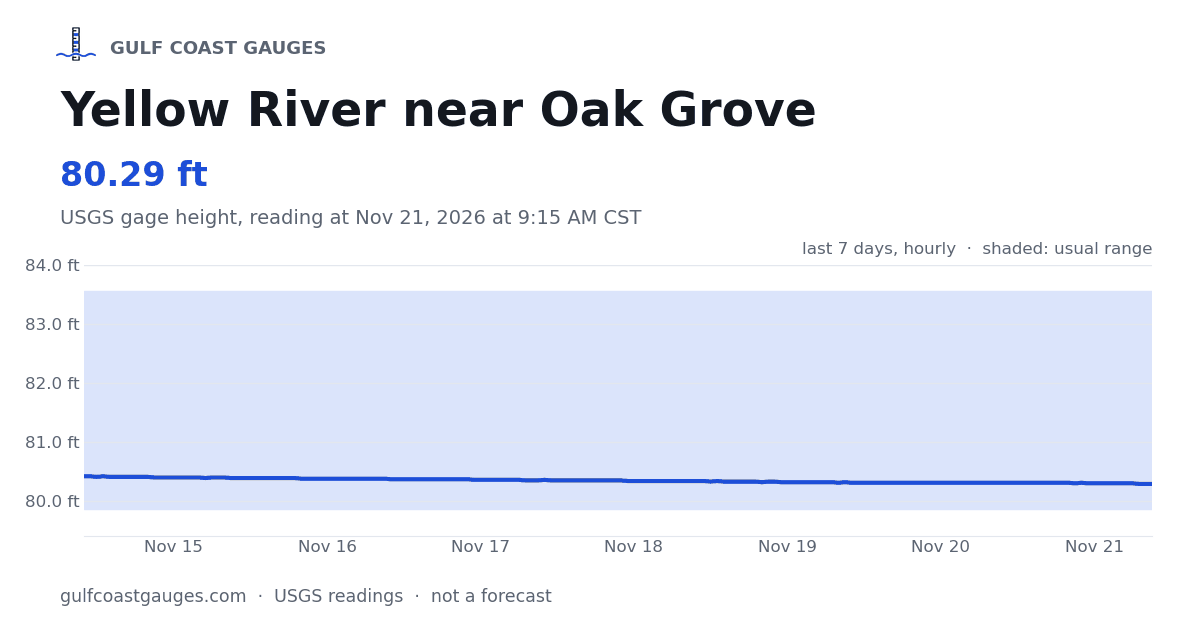 GULF COAST GAUGES
Yellow River near Oak Grove
80.29 ft
USGS gage height, reading at Nov 21, 2026 at 9:15 AM CST
last 7 days, hourly · shaded: usual range
84.0 ft
83.0 ft
82.0 ft
81.0 ft
80.0 ft
Nov 15 Nov 16 Nov 17 Nov 18 Nov 19 Nov 20 Nov 21
gulfcoastgauges.com · USGS readings · not a forecast